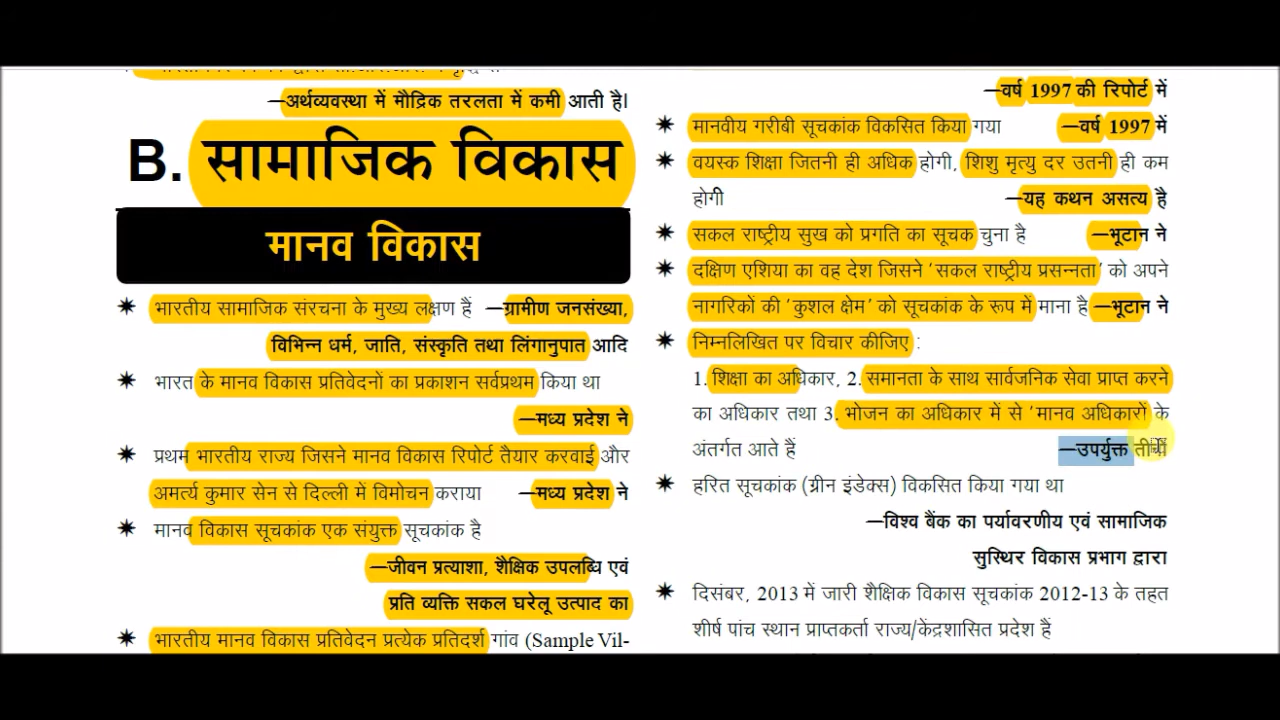 —अर्थव्यवस्था में मौद्रिक तरलता में कमी आती है।
B. सामाजिक विकास
मानव विकास
✷ भारतीय सामाजिक संरचना के मुख्य लक्षण हैं —ग्रामीण जनसंख्या,
विभिन्न धर्म, जाति, संस्कृति तथा लिंगानुपात आदि
✷ भारत के मानव विकास प्रतिवेदनों का प्रकाशन सर्वप्रथम किया था
—मध्य प्रदेश ने
✷ प्रथम भारतीय राज्य जिसने मानव विकास रिपोर्ट तैयार करवाई और
अमर्त्य कुमार सेन से दिल्ली में विमोचन कराया —मध्य प्रदेश ने
✷ मानव विकास सूचकांक एक संयुक्त सूचकांक है
—जीवन प्रत्याशा, शैक्षिक उपलब्धि एवं
प्रति व्यक्ति सकल घरेलू उत्पाद का
✷ भारतीय मानव विकास प्रतिवेदन प्रत्येक प्रतिदर्श गांव (Sample Vil-
—वर्ष 1997 की रिपोर्ट में
✷ मानवीय गरीबी सूचकांक विकसित किया गया —वर्ष 1997 में
✷ वयस्क शिक्षा जितनी ही अधिक होगी, शिशु मृत्यु दर उतनी ही कम
होगी —यह कथन असत्य है
✷ सकल राष्ट्रीय सुख को प्रगति का सूचक चुना है —भूटान ने
✷ दक्षिण एशिया का वह देश जिसने 'सकल राष्ट्रीय प्रसन्नता' को अपने
नागरिकों की 'कुशल क्षेम' को सूचकांक के रूप में माना है —भूटान ने
✷ निम्नलिखित पर विचार कीजिए :
1. शिक्षा का अधिकार, 2. समानता के साथ सार्वजनिक सेवा प्राप्त करने
का अधिकार तथा 3. भोजन का अधिकार में से 'मानव अधिकारों के
अंतर्गत आते हैं —उपर्युक्त तीनों
✷ हरित सूचकांक (ग्रीन इंडेक्स) विकसित किया गया था
—विश्व बैंक का पर्यावरणीय एवं सामाजिक
सुस्थिर विकास प्रभाग द्वारा
✷ दिसंबर, 2013 में जारी शैक्षिक विकास सूचकांक 2012-13 के तहत
शीर्ष पांच स्थान प्राप्तकर्ता राज्य/केंद्रशासित प्रदेश हैं